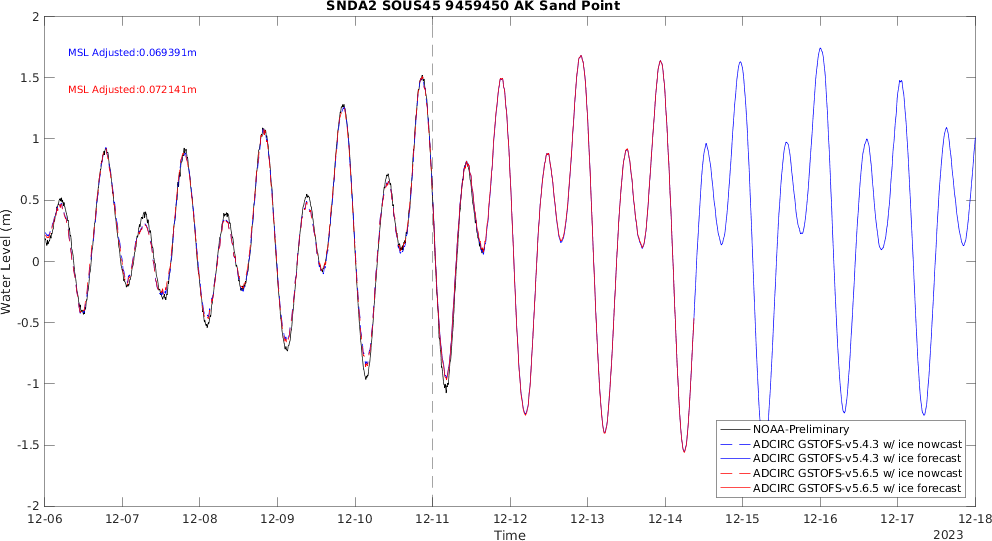 SNDA2 SOUS45 9459450 AK Sand Point
2
MSL Adjusted:0.069391m
1.5
MSL Adjusted:0.072141m
1
0.5
0
-0.5
-1
-1.5
-2
Water Level (m)
NOAA-Preliminary
ADCIRC GSTOFS-v5.4.3 w/ ice nowcast
ADCIRC GSTOFS-v5.4.3 w/ ice forecast
ADCIRC GSTOFS-v5.6.5 w/ ice nowcast
ADCIRC GSTOFS-v5.6.5 w/ ice forecast
12-06 12-07 12-08 12-09 12-10 12-11 12-12 12-13 12-14 12-15 12-16 12-17 12-18
Time
2023